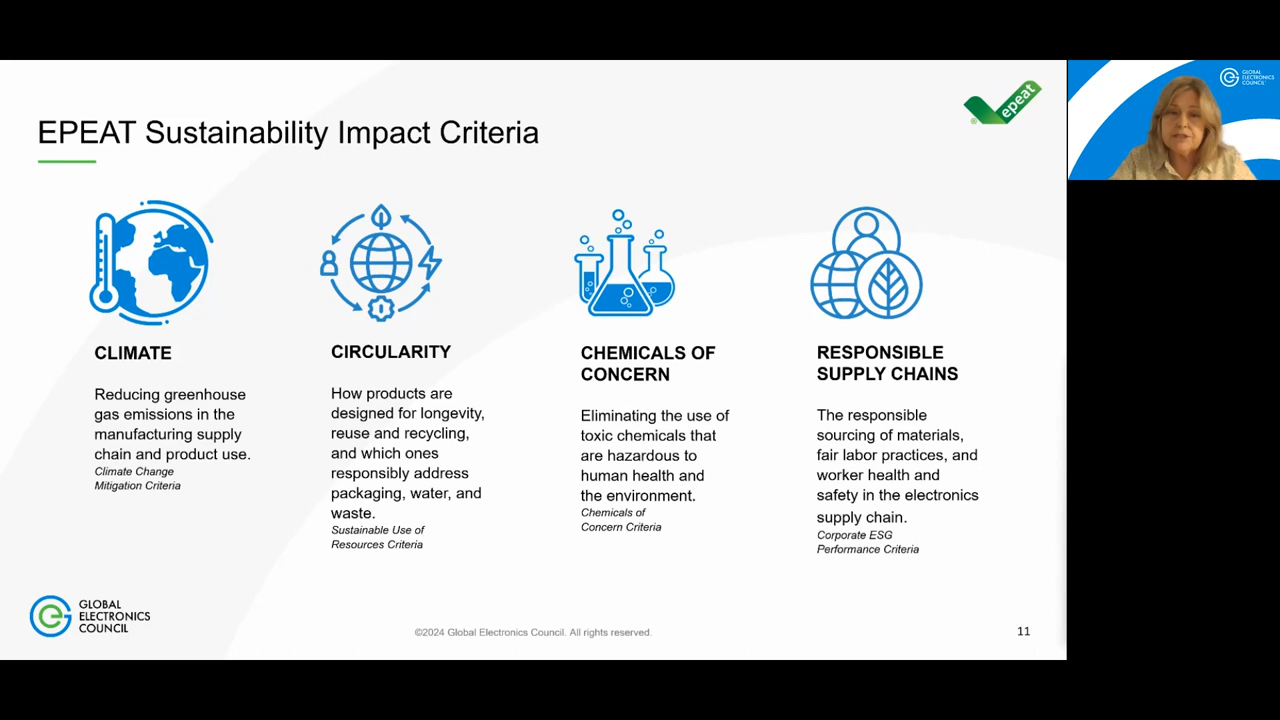 EPEAT Sustainability Impact Criteria
® epeat
GLOBAL
ELECTRONICS
COUNCIL
CLIMATE
Reducing greenhouse
gas emissions in the
manufacturing supply
chain and product use.
Climate Change
Mitigation Criteria
CIRCULARITY
How products are
designed for longevity,
reuse and recycling,
and which ones
responsibly address
packaging, water, and
waste.
Sustainable Use of
Resources Criteria
CHEMICALS OF
CONCERN
Eliminating the use of
toxic chemicals that
are hazardous to
human health and
the environment.
Chemicals of
Concern Criteria
RESPONSIBLE
SUPPLY CHAINS
The responsible
sourcing of materials,
fair labor practices, and
worker health and
safety in the electronics
supply chain.
Corporate ESG
Performance Criteria
GLOBAL
ELECTRONICS
COUNCIL
©2024 Global Electronics Council. All rights reserved.
11